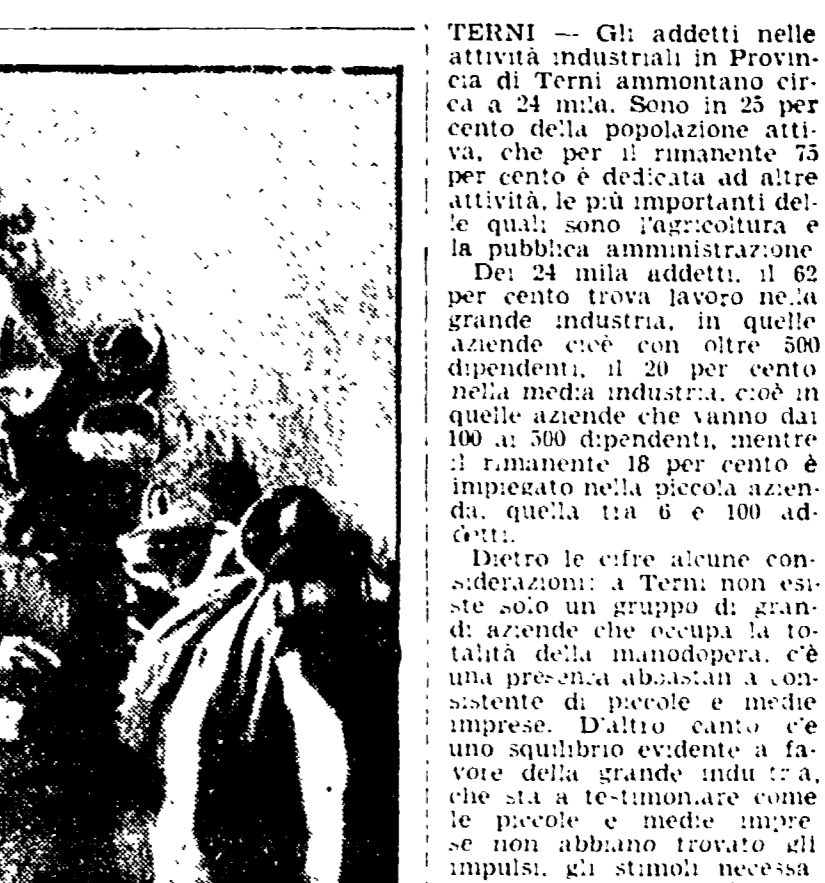 TERNI — Gli addetti nelle
attività industriali in Provin-
cia di Terni ammontano cir-
ca a 24 mila. Sono in 25 per
cento della popolazione atti-
va, che per il rimanente 75
per cento è dedicata ad altre
attività, le più importanti del-
le quali sono l'agricoltura e
la pubblica amministrazione
Dei 24 mila addetti, il 62
per cento trova lavoro nella
grande industria, in quelle
aziende cioè con oltre 500
dipendenti, il 20 per cento
nella media industria, cioè in
quelle aziende che vanno dai
100 ai 500 dipendenti, mentre
il rimanente 18 per cento è
impiegato nella piccola azien-
da, quella tra 6 e 100 ad-
detti.
Dietro le cifre alcune con-
siderazioni: a Terni non esi-
ste solo un gruppo di gran-
di aziende che occupa la to-
talità della manodopera, c'è
una presenza abbastanza con-
sistente di piccole e medie
imprese. D'altro canto c'è
uno squilibrio evidente a fa-
vore della grande industria,
che sta a testimoniare come
le piccole e medie impre
se non abbiano trovato gli
impulsi, gli stimoli necessa